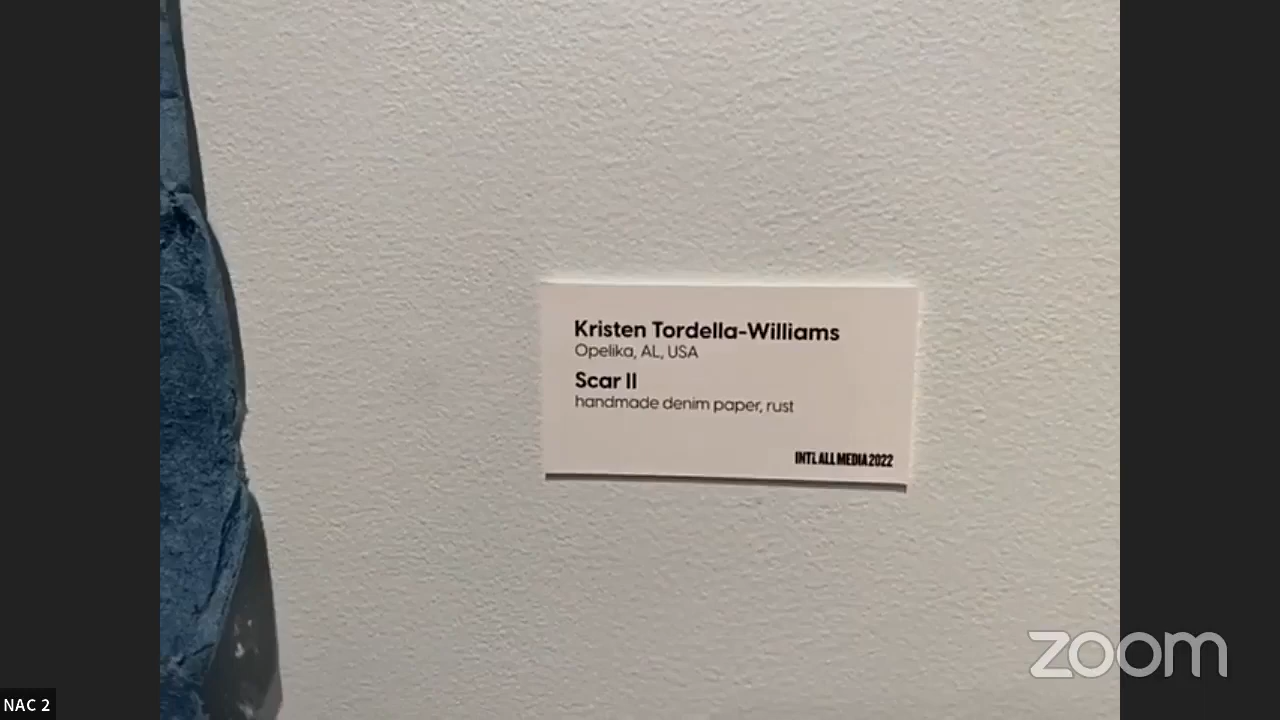 Kristen Tordella-Williams
Opelika, AL, USA
Scar II
handmade denim paper, rust
INTL ALL MEDIA 2022
zoom
NAC 2